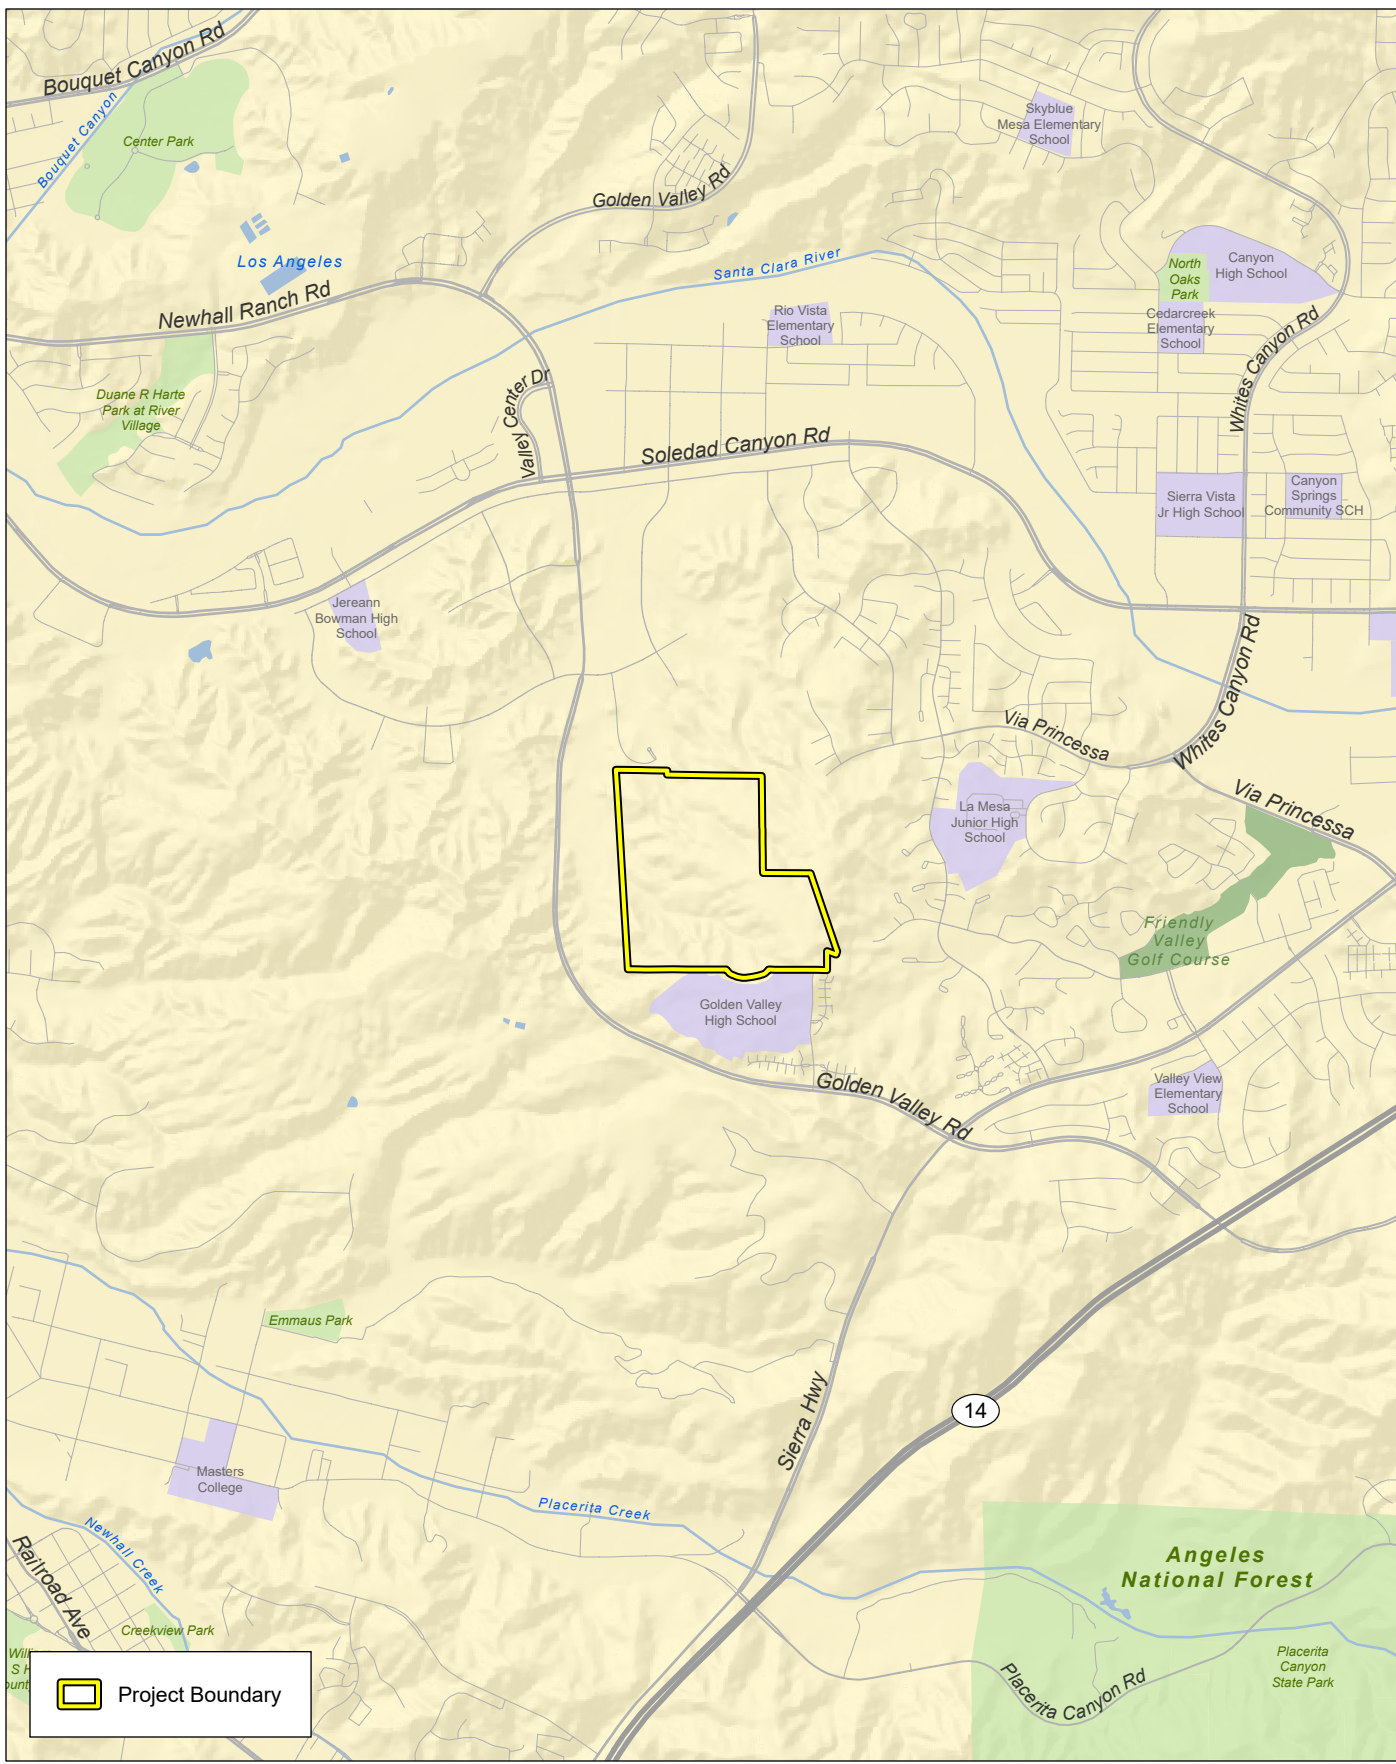 Bouquet Canyon Rd
Bouquet Canyon
Center Park
Skyblue
Mesa Elementary
School
Golden Valley Rd
Los Angeles
Santa Clara River
North
Oaks
Park
Canyon
High School
Newhall Ranch Rd
Rio Vista
Elementary
School
Cedarcreek
Elementary
School
Whites Canyon Rd
Duane R Harte
Park at River
Village
Valley Center Dr
Soledad Canyon Rd
Sierra Vista
Jr High School
Canyon
Springs
Community SCH
Jereann
Bowman High
School
Whites Canyon Rd
Via Princessa
Via Princessa
La Mesa
Junior High
School
Friendly
Valley
Golf Course
Golden Valley
High School
Golden Valley Rd
Valley View
Elementary
School
Emmaus Park
Sierra Hwy
14
Masters
College
Placerita Creek
Newhall Creek
Railroad Ave
Angeles
National Forest
Creekview Park
Placerita
Canyon
State Park
Placerita Canyon Rd
Project Boundary